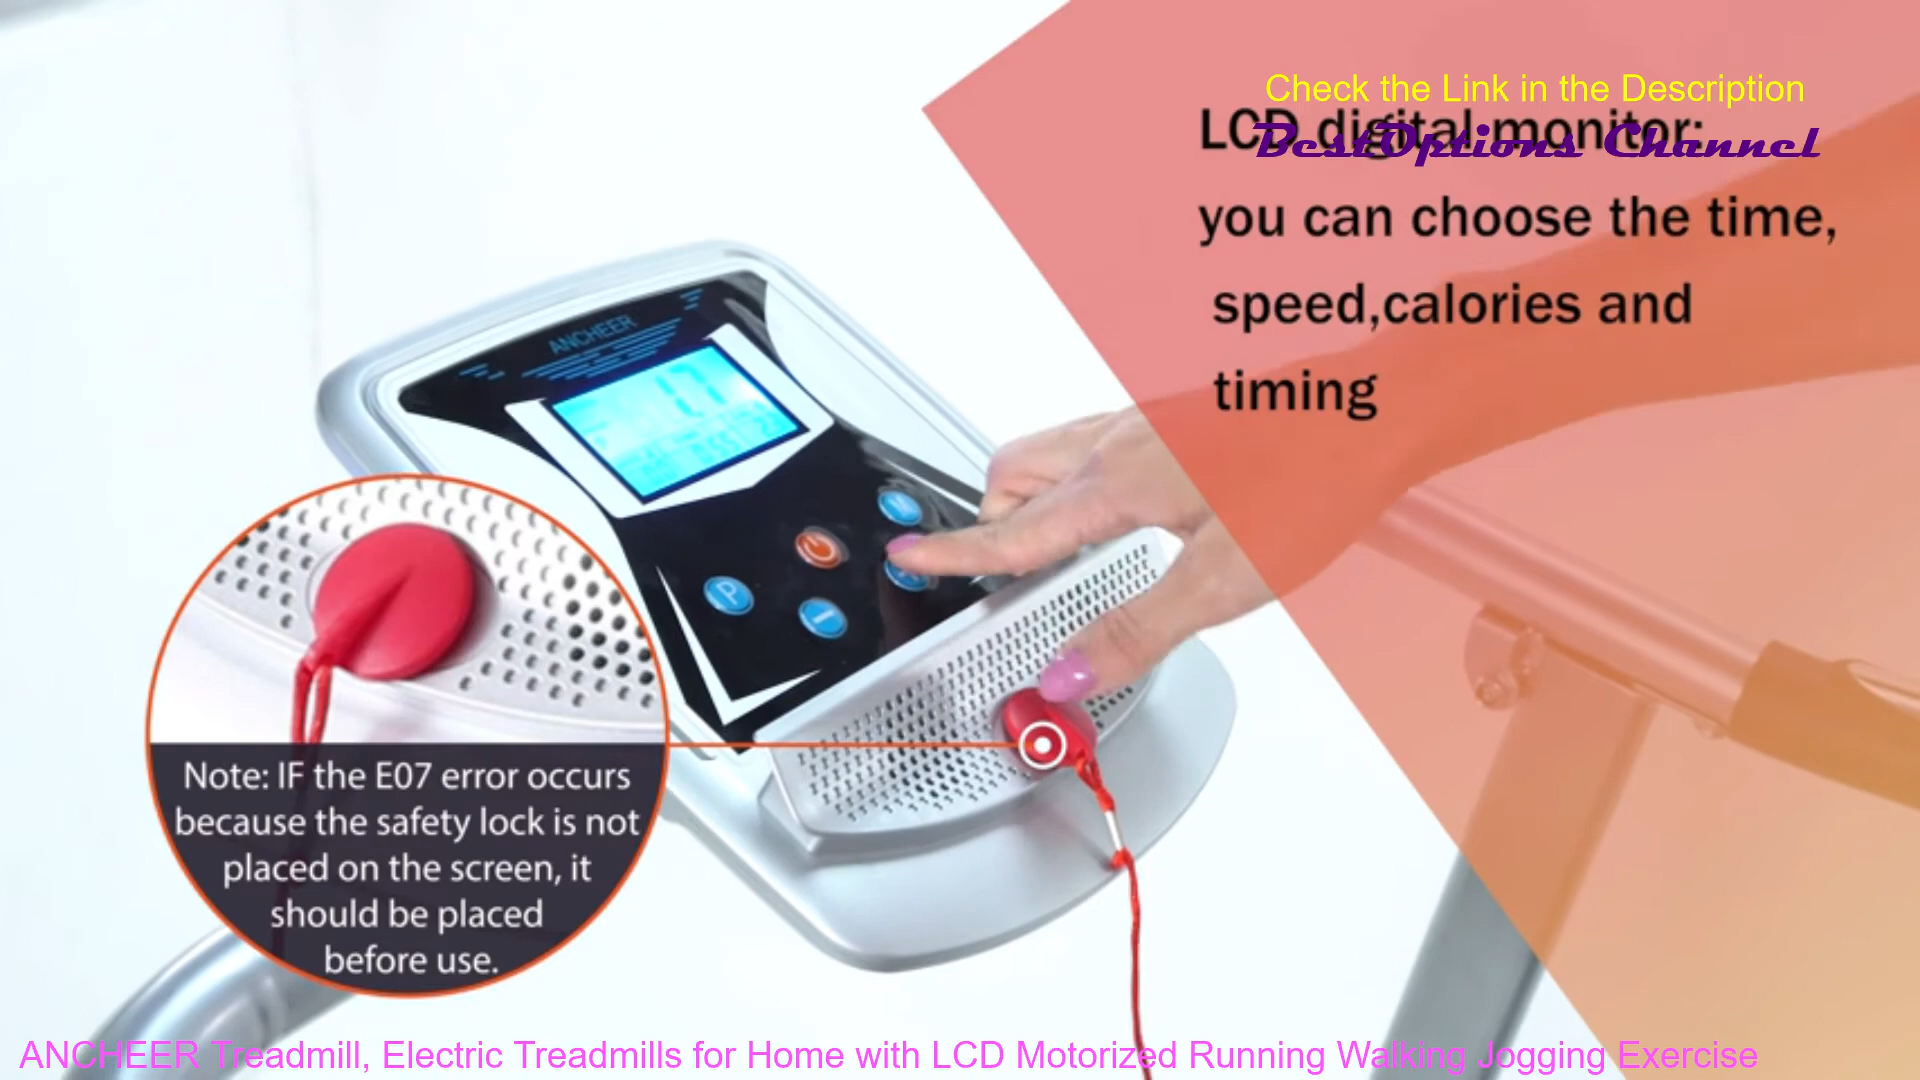 Check the Link in the Description
LCD digital monitor:
BestOptions Channel
you can choose the time,
speed,calories and
timing
ANCHEER
P
Note: IF the E07 error occurs
because the safety lock is not
placed on the screen, it
should be placed
before use.
ANCHEER Treadmill, Electric Treadmills for Home with LCD Motorized Running Walking Jogging Exercise